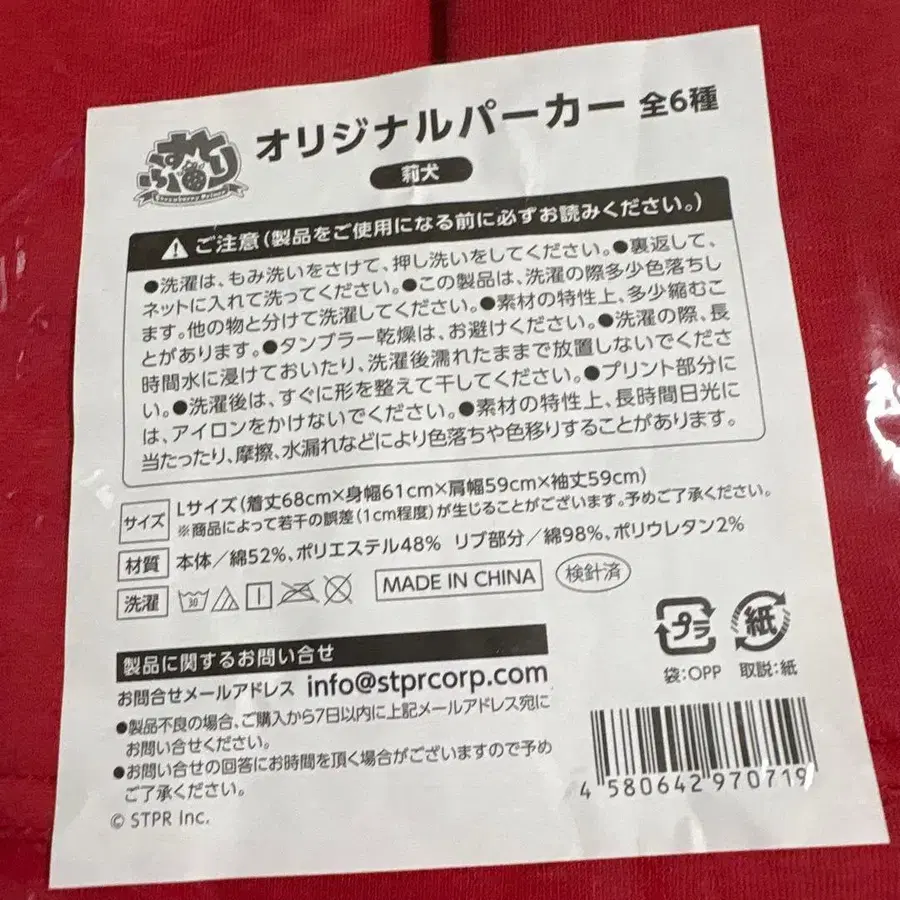 すとぷり
Strawberry Prince
オリジナルパーカー 全6種
莉犬
ご注意(製品をご使用になる前に必ずお読みください。)
●洗濯は、もみ洗いをさけて、押し洗いをしてください。●裏返して、
ネットに入れて洗ってください。●この製品は、洗濯の際多少色落ちし
ます。他の物と分けて洗濯してください。●素材の特性上、多少縮むこ
とがあります。●タンブラー乾燥は、お避けください。●洗濯の際、長
時間水に浸けておいたり、洗濯後濡れたままで放置しないでくださ
い。●洗濯後は、すぐに形を整えて干してください。●プリント部分に
は、アイロンをかけないでください。●素材の特性上、長時間日光に
当たったり、摩擦、水漏れなどにより色落ちや色移りすることがあります。
サイズ Lサイズ(着丈68cm×身幅61cm×肩幅59cm×袖丈59cm)
※商品によって若干の誤差(1cm程度)が生じることがございます。予めご了承ください。
材質 本体/綿52%、ポリエステル48% リブ部分/綿98%、ポリウレタン2%
洗濯 30 MADE IN CHINA 検針済
プラ 紙
袋:OPP 取説:紙
製品に関するお問い合せ
お問合せメールアドレス info@stprcorp.com
●製品不良の場合、ご購入から7日以内に上記メールアドレス宛に
お問い合せください。
●お問い合せの回答にお時間を頂く場合がございますので予め
ご了承ください。
© STPR Inc.
4 580642 970719